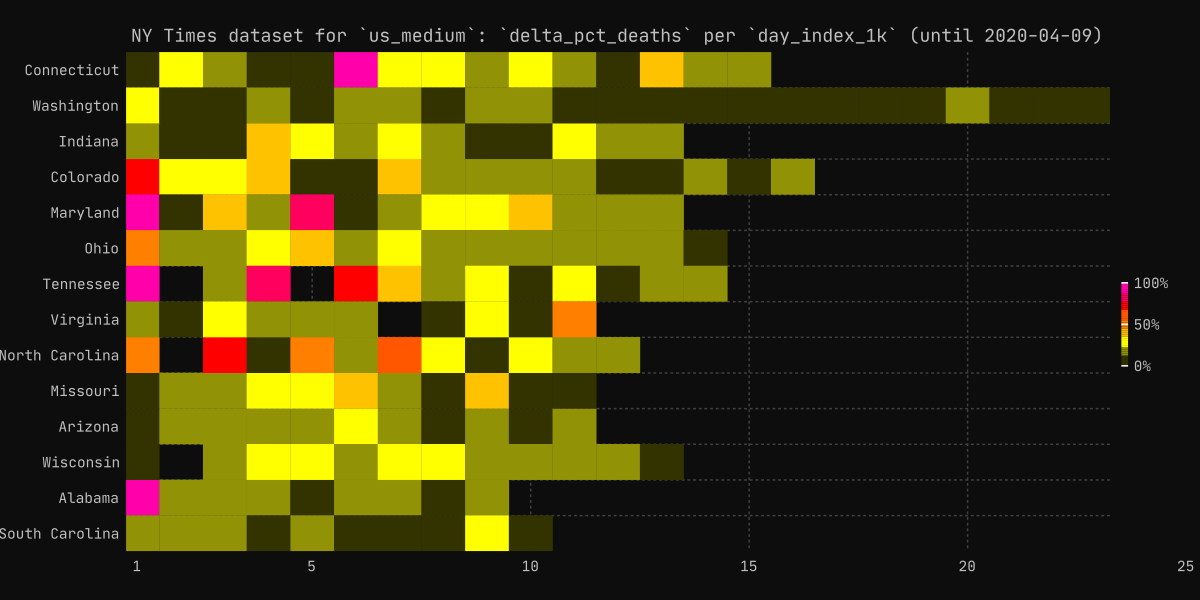 NY Times dataset for `us_medium`: `delta_pct_deaths` per `day_index_1k` (until 2020-04-09)
Connecticut
Washington
Indiana
Colorado
Maryland
Ohio
Tennessee
Virginia
North Carolina
Missouri
Arizona
Wisconsin
Alabama
South Carolina
100%
50%
0%
1 5 10 15 20 25